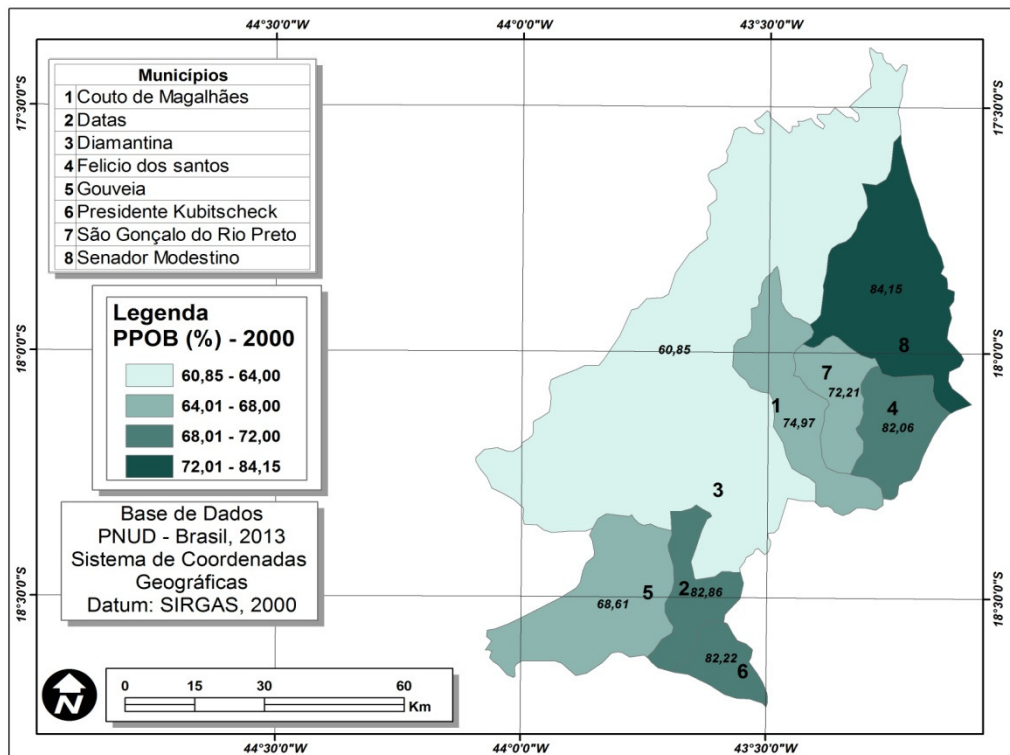 44°30'0"W 44°0'0"W 43°30'0"W
17°30'0"S
18°0'0"S
18°30'0"S
Municípios
1 Couto de Magalhães
2 Datas
3 Diamantina
4 Felicio dos santos
5 Gouveia
6 Presidente Kubitscheck
7 São Gonçalo do Rio Preto
8 Senador Modestino
Legenda
PPOB (%) - 2000
60,85 - 64,00
64,01 - 68,00
68,01 - 72,00
72,01 - 84,15
Base de Dados
PNUD - Brasil, 2013
Sistema de Coordenadas
Geográficas
Datum: SIRGAS, 2000
N
0 15 30 60
Km
84,15
8
60,85
7
72,21
1
74,97
4
82,06
3
5
68,61
2
82,86
82,22
6
17°30'0"S
18°0'0"S
18°30'0"S
44°30'0"W 44°0'0"W 43°30'0"W